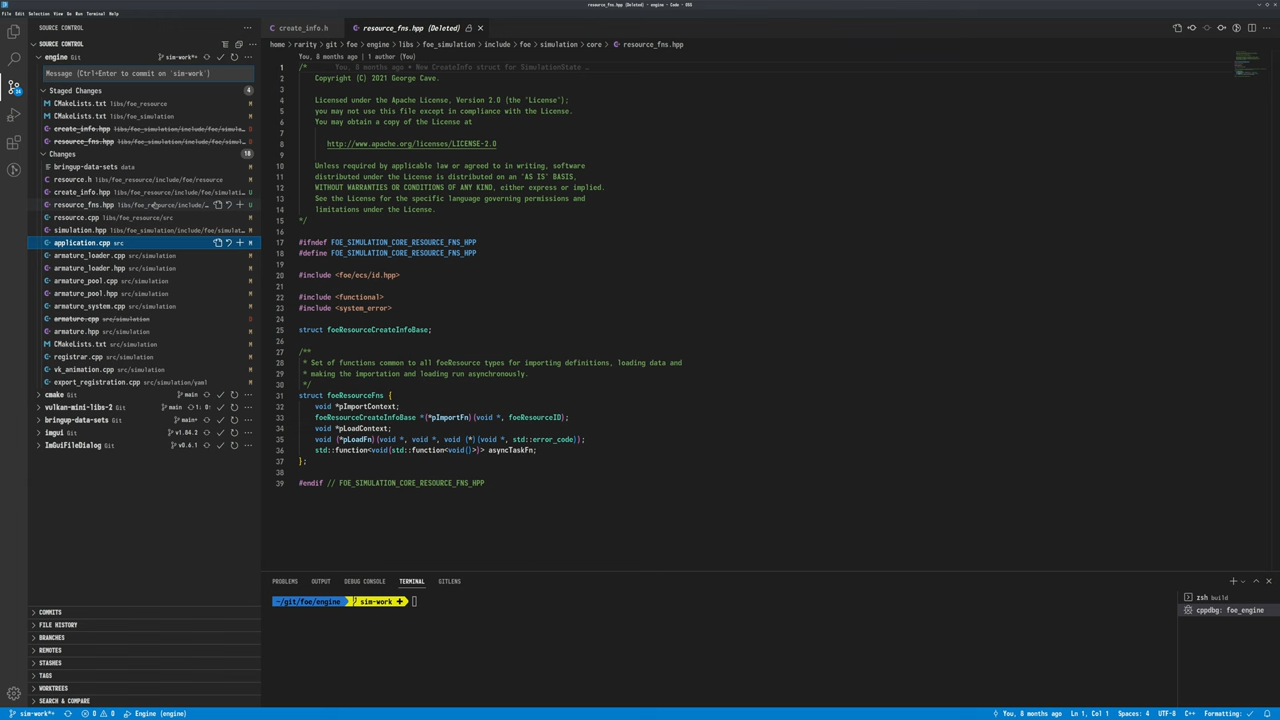 resource_fns.hpp (Deleted) - engine - Code - OSS
File Edit Selection View Go Run Terminal Help
SOURCE CONTROL
create_info.h
resource_fns.hpp (Deleted)
SOURCE CONTROL
home > rarity > git > foe > engine > libs > foe_simulation > include > foe > simulation > core > resource_fns.hpp
engine Git
sim-work*+
Message (Ctrl+Enter to commit on 'sim-work')
Staged Changes 4
CMakeLists.txt libs/foe_resource M
CMakeLists.txt libs/foe_simulation M
create_info.hpp libs/foe_simulation/include/foe/simula... D
resource_fns.hpp libs/foe_simulation/include/foe/simul... D
Changes 18
bringup-data-sets data M
resource.h libs/foe_resource/include/foe/resource M
create_info.hpp libs/foe_resource/include/foe/simulati... U
resource_fns.hpp libs/foe_resource/include/... U
resource.cpp libs/foe_resource/src M
simulation.hpp libs/foe_simulation/include/foe/simulat... M
application.cpp src M
armature_loader.cpp src/simulation M
armature_loader.hpp src/simulation M
armature_pool.cpp src/simulation M
armature_pool.hpp src/simulation M
armature_system.cpp src/simulation M
armature.cpp src/simulation D
armature.hpp src/simulation M
CMakeLists.txt src/simulation M
registrar.cpp src/simulation M
vk_animation.cpp src/simulation M
export_registration.cpp src/simulation/yaml M
cmake Git main
vulkan-mini-libs-2 Git main
bringup-data-sets Git main*
imgui Git v1.84.2
ImGuiFileDialog Git v0.6.1
COMMITS
FILE HISTORY
BRANCHES
REMOTES
STASHES
TAGS
WORKTREES
SEARCH & COMPARE
You, 8 months ago | 1 author (You)
1 /* You, 8 months ago • New CreateInfo struct for SimulationState …
2 Copyright (C) 2021 George Cave.
3
4 Licensed under the Apache License, Version 2.0 (the "License");
5 you may not use this file except in compliance with the License.
6 You may obtain a copy of the License at
7
8 http://www.apache.org/licenses/LICENSE-2.0
9
10 Unless required by applicable law or agreed to in writing, software
11 distributed under the License is distributed on an "AS IS" BASIS,
12 WITHOUT WARRANTIES OR CONDITIONS OF ANY KIND, either express or implied.
13 See the License for the specific language governing permissions and
14 limitations under the License.
15 */
16
17 #ifndef FOE_SIMULATION_CORE_RESOURCE_FNS_HPP
18 #define FOE_SIMULATION_CORE_RESOURCE_FNS_HPP
19
20 #include <foe/ecs/id.hpp>
21
22 #include <functional>
23 #include <system_error>
24
25 struct foeResourceCreateInfoBase;
26
27 /**
28 * Set of functions common to all foeResource types for importing definitions, loading data and
29 * making the importation and loading run asynchronously.
30 */
31 struct foeResourceFns {
32 void *pImportContext;
33 foeResourceCreateInfoBase *(*pImportFn)(void *, foeResourceID);
34 void *pLoadContext;
35 void (*pLoadFn)(void *, void *, void (*)(void *, std::error_code));
36 std::function<void(std::function<void()>)> asyncTaskFn;
37 };
38
39 #endif // FOE_SIMULATION_CORE_RESOURCE_FNS_HPP
PROBLEMS OUTPUT DEBUG CONSOLE TERMINAL GITLENS
~/git/foe/engine sim-work
zsh build
cppdbg: foe_engine
sim-work*+ 0 0 Engine (engine)
You, 8 months ago Ln 1, Col 1 Spaces: 4 UTF-8 C++ Formatting: